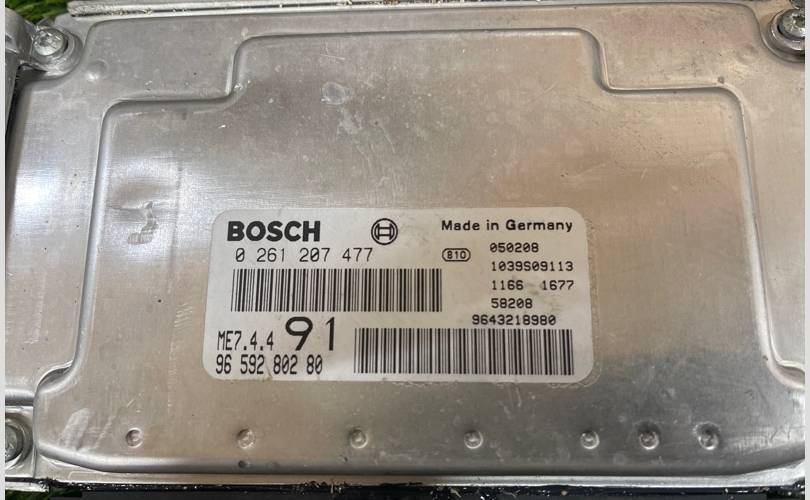 BOSCH
Made in Germany
0 261 207 477
810
050208
1039S09113
1166 1677
58208
9643218980
ME7.4.4 91
96 592 802 80